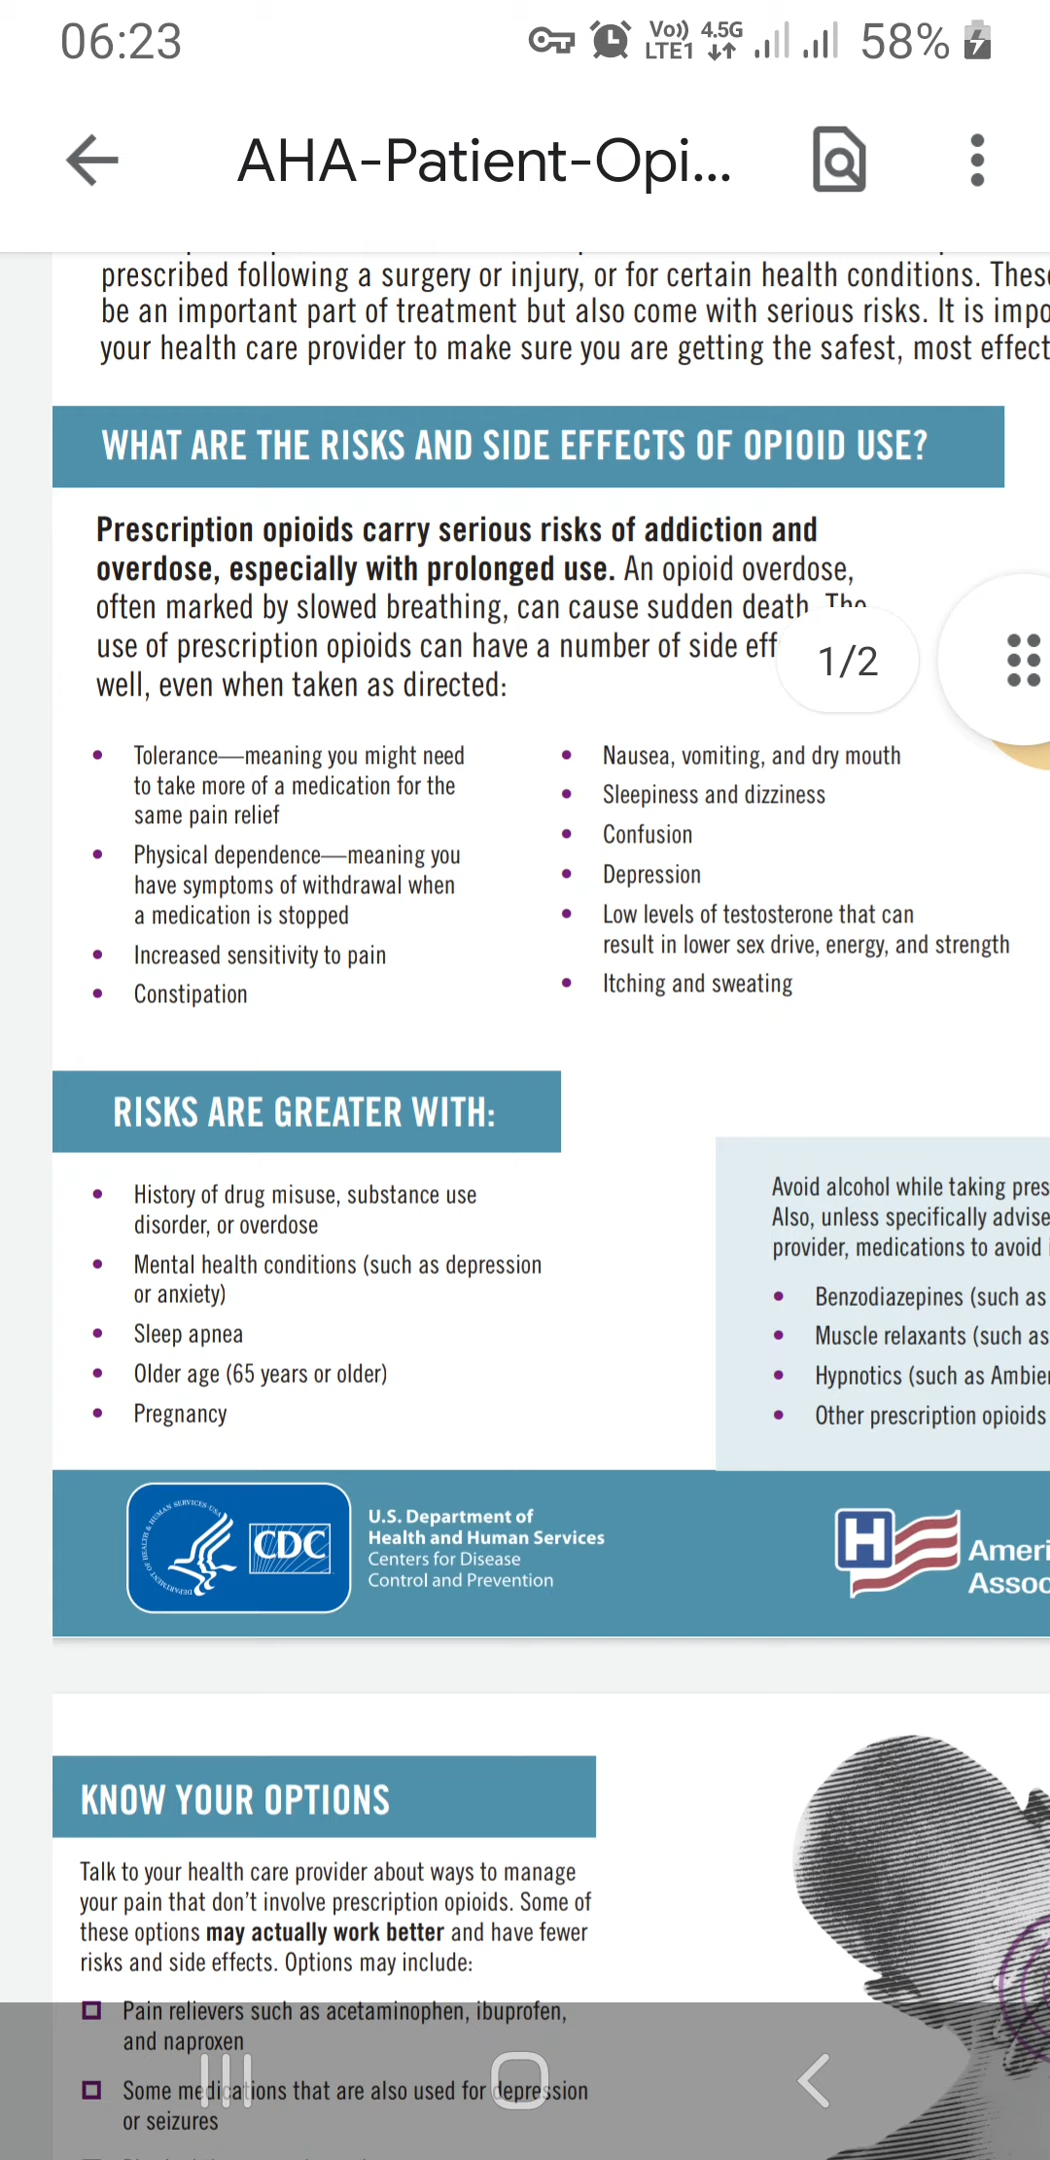 06:23
Vo)) 4.5G
LTE1
58%
AHA-Patient-Opi...
prescribed following a surgery or injury, or for certain health conditions. These
be an important part of treatment but also come with serious risks. It is impo
your health care provider to make sure you are getting the safest, most effect
WHAT ARE THE RISKS AND SIDE EFFECTS OF OPIOID USE?
Prescription opioids carry serious risks of addiction and
overdose, especially with prolonged use. An opioid overdose,
often marked by slowed breathing, can cause sudden death. The
use of prescription opioids can have a number of side eff
well, even when taken as directed:
1/2
Tolerance—meaning you might need
to take more of a medication for the
same pain relief
Physical dependence—meaning you
have symptoms of withdrawal when
a medication is stopped
Increased sensitivity to pain
Constipation
Nausea, vomiting, and dry mouth
Sleepiness and dizziness
Confusion
Depression
Low levels of testosterone that can
result in lower sex drive, energy, and strength
Itching and sweating
RISKS ARE GREATER WITH:
History of drug misuse, substance use
disorder, or overdose
Mental health conditions (such as depression
or anxiety)
Sleep apnea
Older age (65 years or older)
Pregnancy
Avoid alcohol while taking pres
Also, unless specifically advise
provider, medications to avoid
Benzodiazepines (such as
Muscle relaxants (such as
Hypnotics (such as Ambie
Other prescription opioids
DEPARTMENT OF HEALTH & HUMAN SERVICES·USA
CDC
U.S. Department of
Health and Human Services
Centers for Disease
Control and Prevention
H
Ameri
Assoc
KNOW YOUR OPTIONS
Talk to your health care provider about ways to manage
your pain that don't involve prescription opioids. Some of
these options may actually work better and have fewer
risks and side effects. Options may include:
Pain relievers such as acetaminophen, ibuprofen,
and naproxen
Some medications that are also used for depression
or seizures